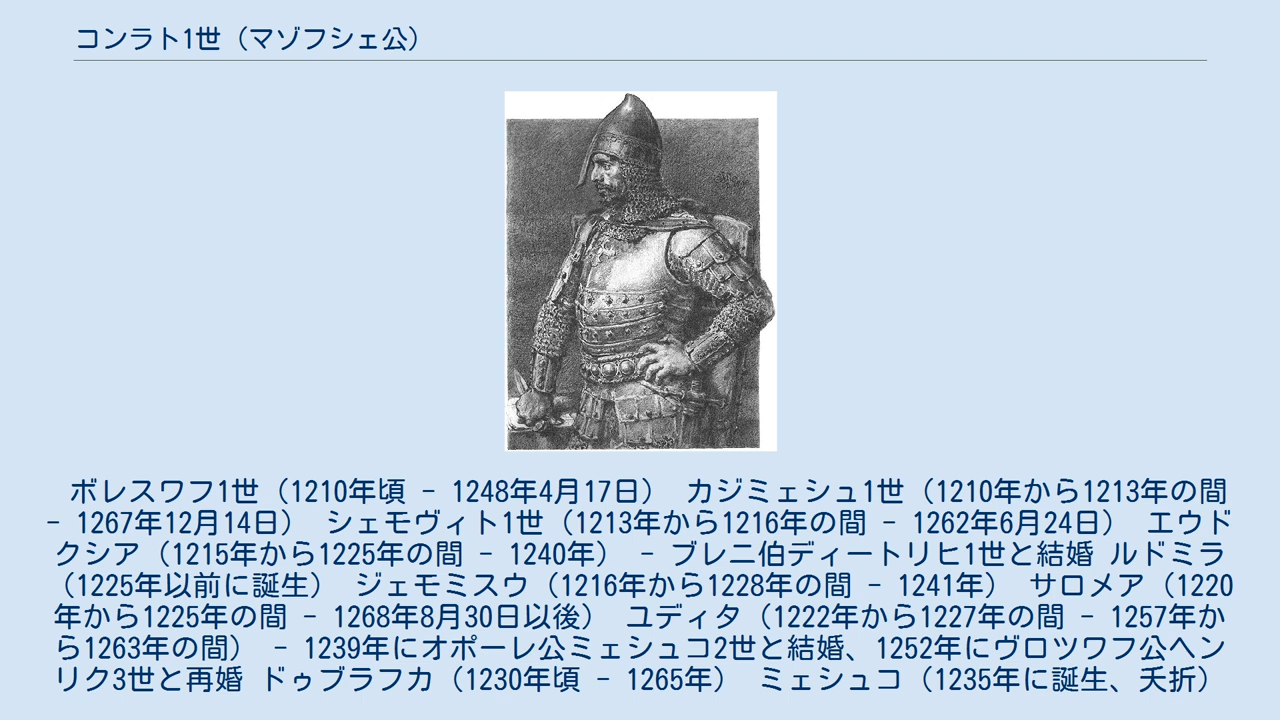 コンラト1世（マゾフシェ公）
ボレスワフ1世（1210年頃 - 1248年4月17日） カジミェシュ1世（1210年から1213年の間
- 1267年12月14日） シェモヴィト1世（1213年から1216年の間 - 1262年6月24日） エウド
クシア（1215年から1225年の間 - 1240年） - ブレニ伯ディートリヒ1世と結婚 ルドミラ
（1225年以前に誕生） ジェモミスウ（1216年から1228年の間 - 1241年） サロメア（1220
年から1225年の間 - 1268年8月30日以後） ユディタ（1222年から1227年の間 - 1257年か
ら1263年の間） - 1239年にオポーレ公ミェシュコ2世と結婚、1252年にヴロツワフ公ヘン
リク3世と再婚 ドゥブラフカ（1230年頃 - 1265年） ミェシュコ（1235年に誕生、夭折）